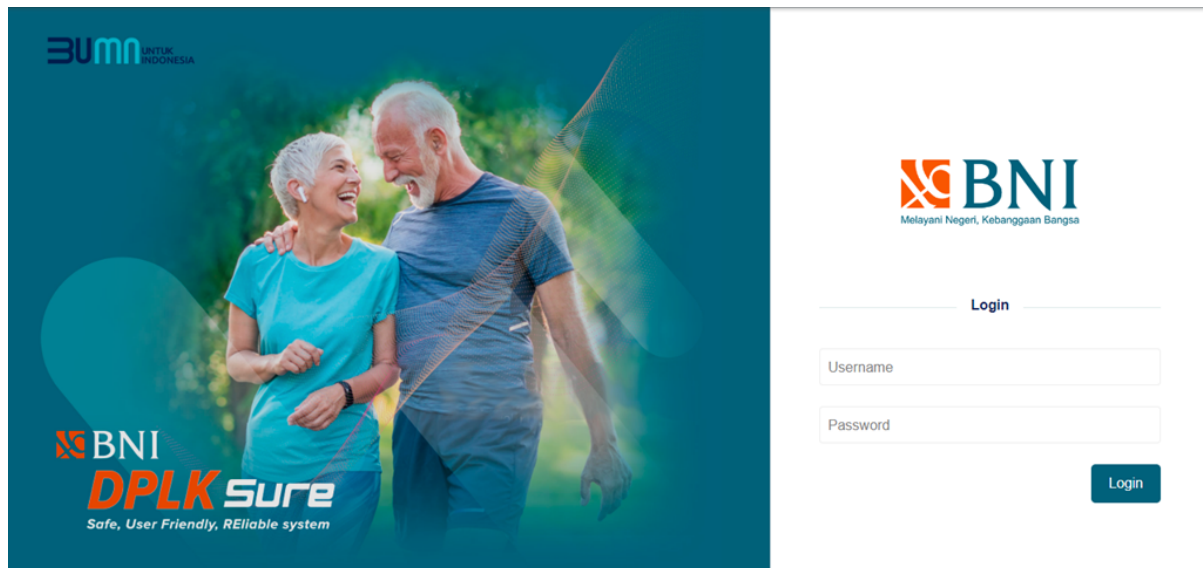 BUMN UNTUK
INDONESIA
BNI
DPLK Sure
Safe, User Friendly, REliable system
BNI
Melayani Negeri, Kebanggaan Bangsa
Login
Username
Password
Login